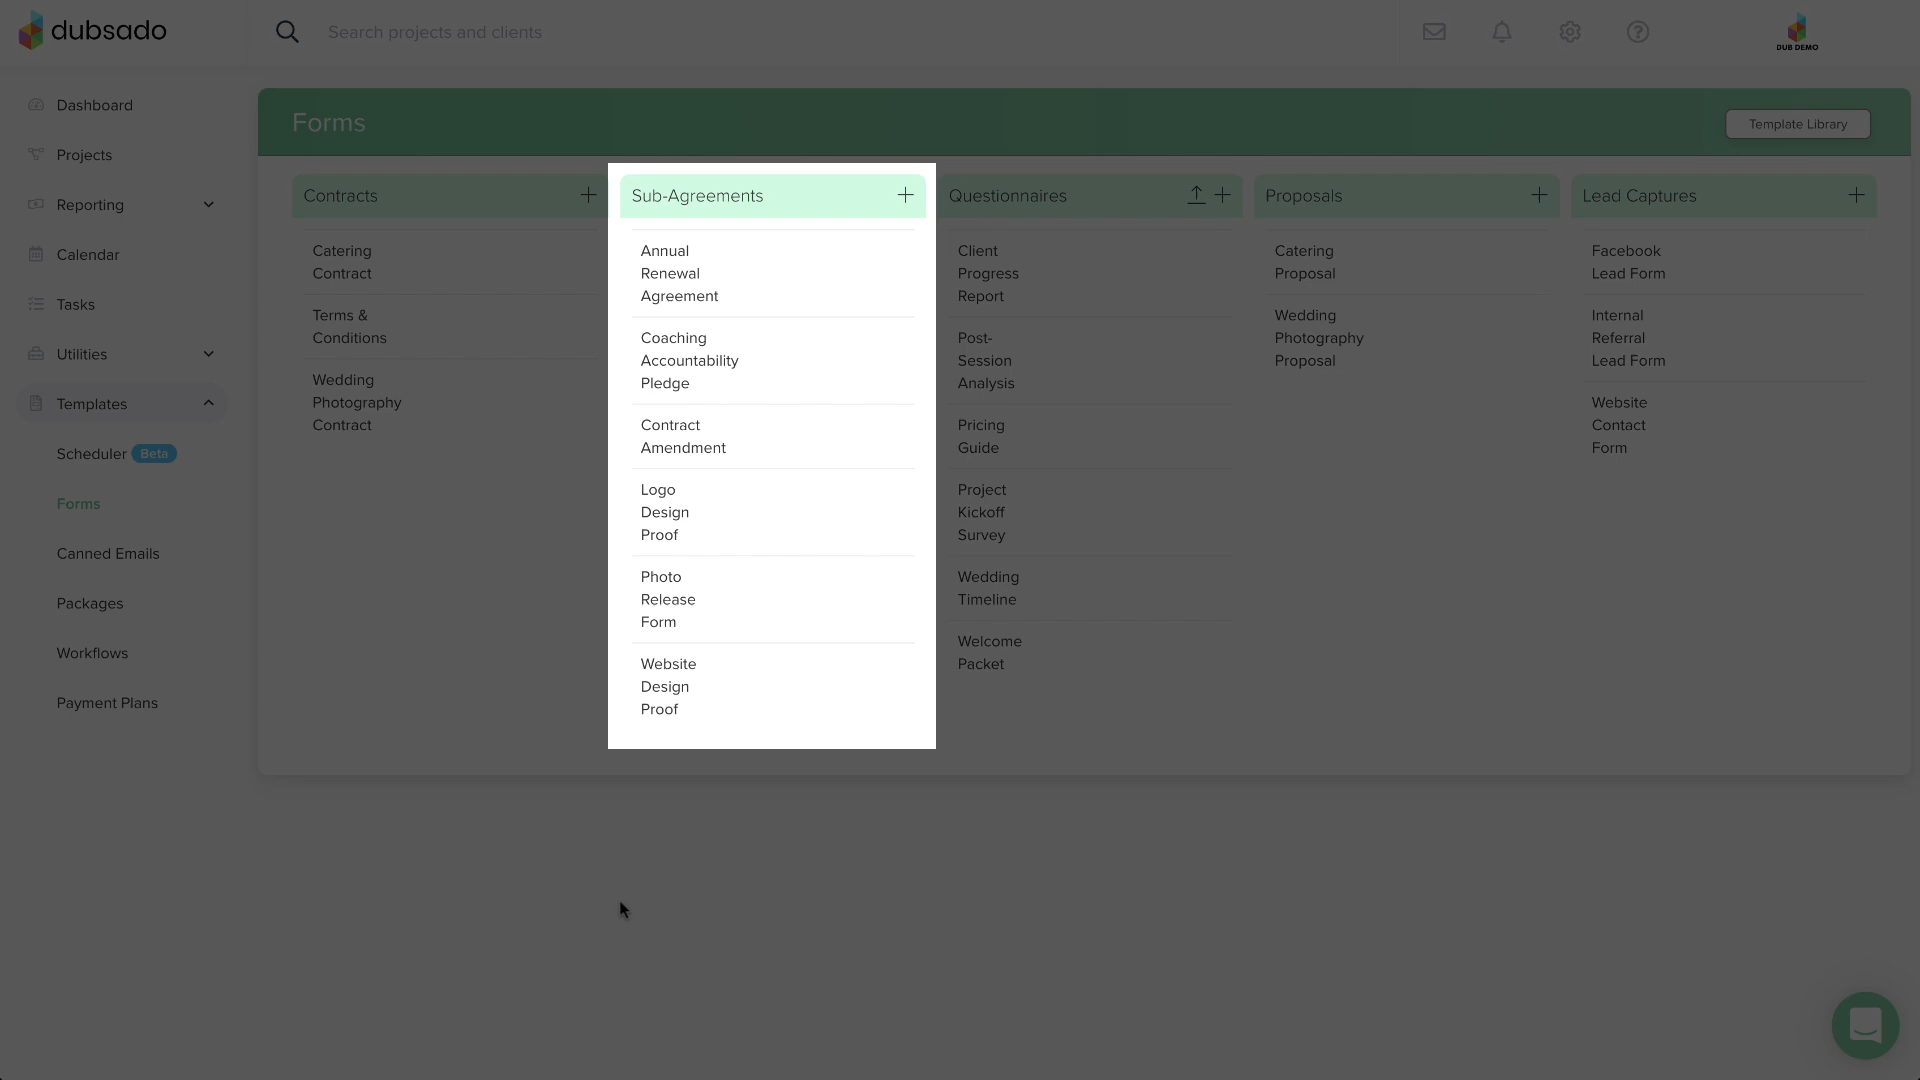 dubsado
Search projects and clients
DUB DEMO
Dashboard
Projects
Reporting
Calendar
Tasks
Utilities
Templates
Scheduler Beta
Forms
Canned Emails
Packages
Workflows
Payment Plans
Forms
Template Library
Contracts
Catering
Contract
Terms &
Conditions
Wedding
Photography
Contract
Sub-Agreements
Annual
Renewal
Agreement
Coaching
Accountability
Pledge
Contract
Amendment
Logo
Design
Proof
Photo
Release
Form
Website
Design
Proof
Questionnaires
Client
Progress
Report
Post-
Session
Analysis
Pricing
Guide
Project
Kickoff
Survey
Wedding
Timeline
Welcome
Packet
Proposals
Catering
Proposal
Wedding
Photography
Proposal
Lead Captures
Facebook
Lead Form
Internal
Referral
Lead Form
Website
Contact
Form